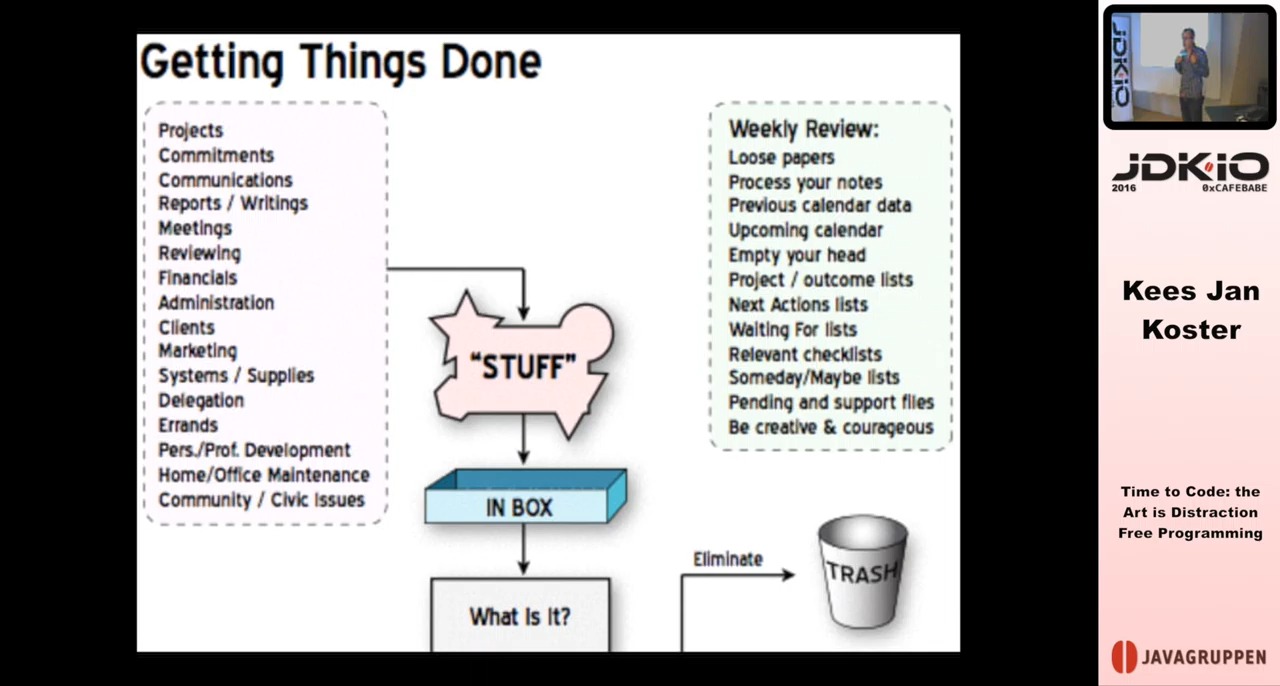 Getting Things Done
Projects
Commitments
Communications
Reports / Writings
Meetings
Reviewing
Financials
Administration
Clients
Marketing
Systems / Supplies
Delegation
Errands
Pers./Prof. Development
Home/Office Maintenance
Community / Civic Issues
"STUFF"
IN BOX
What Is It?
Weekly Review:
Loose papers
Process your notes
Previous calendar data
Upcoming calendar
Empty your head
Project / outcome lists
Next Actions lists
Waiting For lists
Relevant checklists
Someday/Maybe lists
Pending and support files
Be creative & courageous
Eliminate
TRASH
JDKiO
JDKiO
2016 0xCAFEBABE
Kees Jan
Koster
Time to Code: the
Art is Distraction
Free Programming
JAVAGRUPPEN